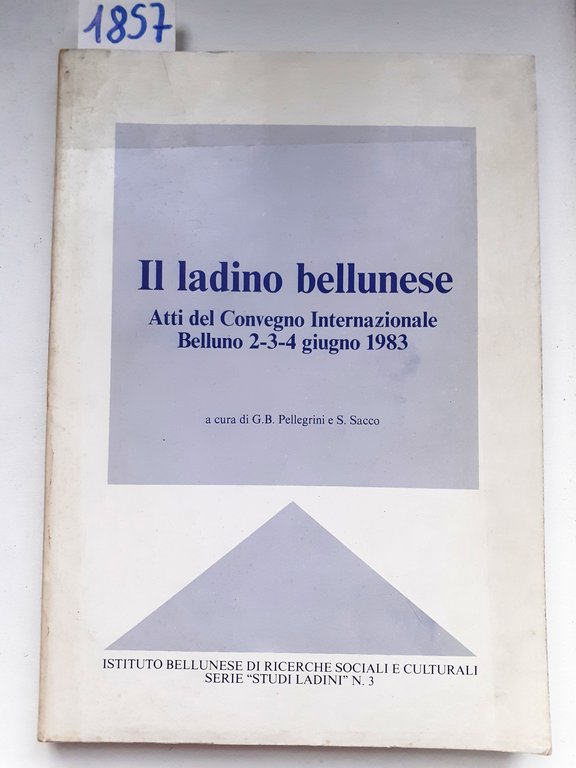 1857
Il ladino bellunese
Atti del Convegno Internazionale
Belluno 2-3-4 giugno 1983
a cura di G.B. Pellegrini e S. Sacco
ISTITUTO BELLUNESE DI RICERCHE SOCIALI E CULTURALI
SERIE "STUDI LADINI" N. 3